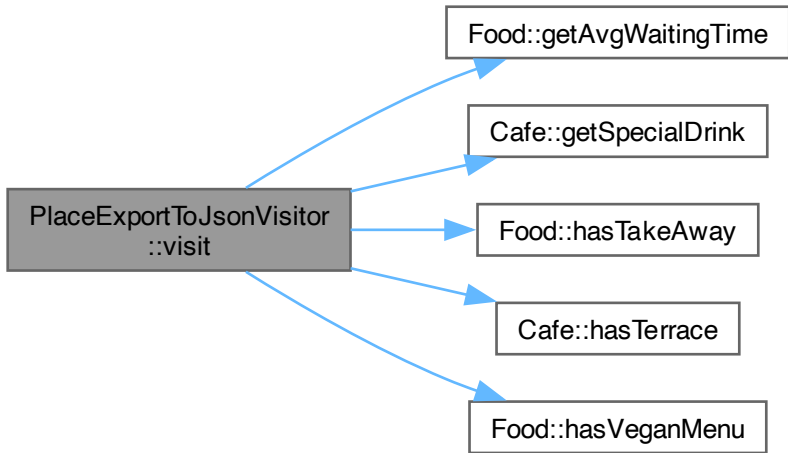 Food::getAvgWaitingTime
Cafe::getSpecialDrink
PlaceExportToJsonVisitor
::visit
Food::hasTakeAway
Cafe::hasTerrace
Food::hasVeganMenu